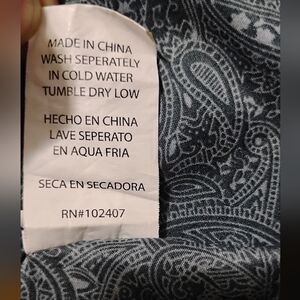 MADE IN CHINA
WASH SEPERATELY
IN COLD WATER
TUMBLE DRY LOW
HECHO EN CHINA
LAVE SEPERATO
EN AQUA FRIA
SECA EN SECADORA
RN#102407